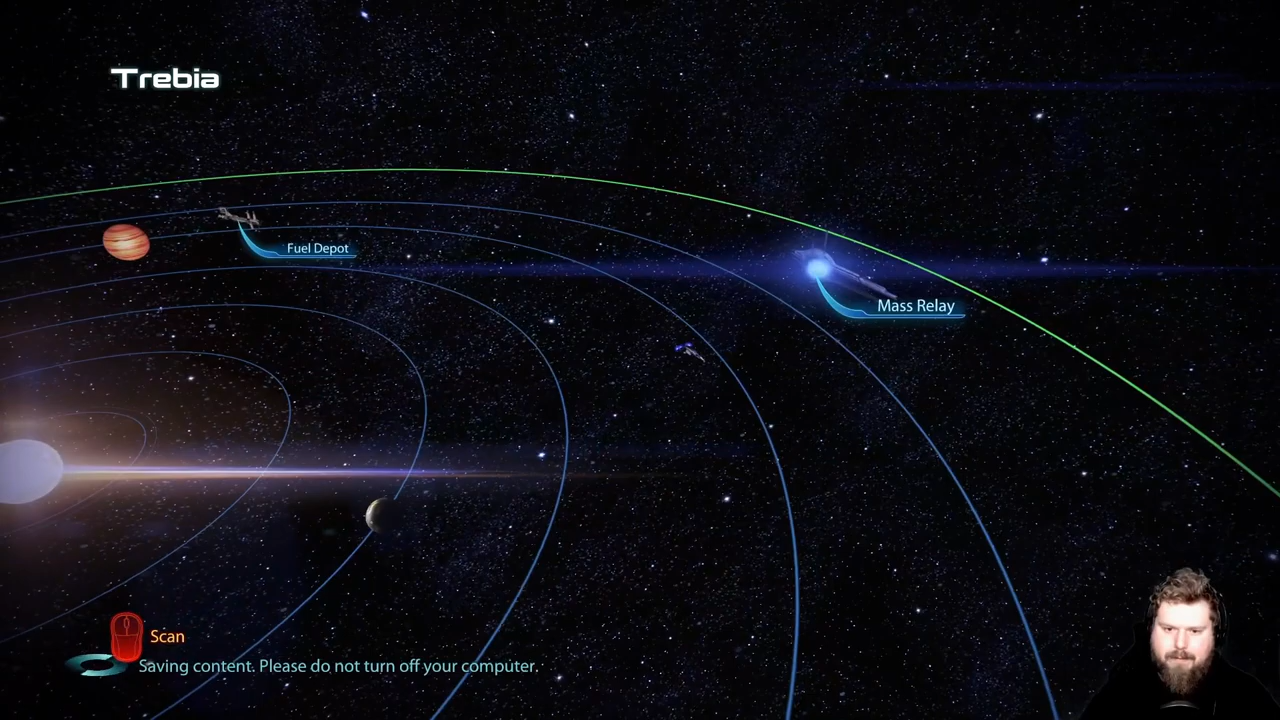 Trebia
Fuel Depot
Mass Relay
Scan
Saving content. Please do not turn off your computer.